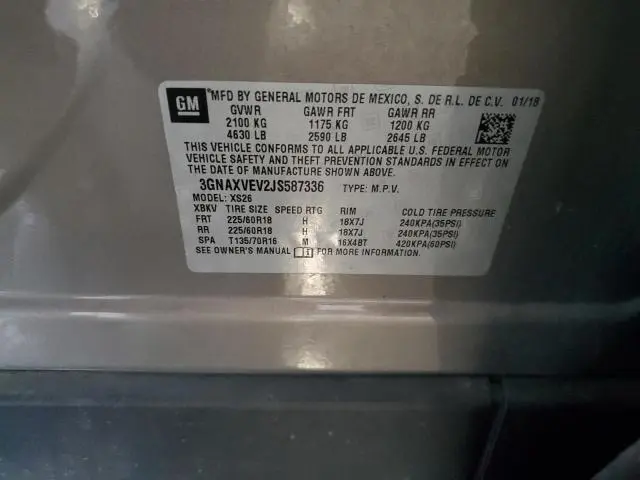 GM
*MFD BY GENERAL MOTORS DE MEXICO, S. DE R.L. DE C.V. 01/18
GVWR GAWR FRT GAWR RR
2100 KG 1175 KG 1200 KG
4630 LB 2590 LB 2645 LB
THIS VEHICLE CONFORMS TO ALL APPLICABLE U.S. FEDERAL MOTOR
VEHICLE SAFETY AND THEFT PREVENTION STANDARDS IN EFFECT ON
THE DATE OF MANUFACTURE SHOWN ABOVE.
3GNAXVEV2JS587336 TYPE: M.P.V.
MODEL: XS26
XBKV TIRE SIZE SPEED RTG RIM COLD TIRE PRESSURE
FRT 225/60R18 H 18X7J 240KPA(35PSI)
RR 225/60R18 H 18X7J 240KPA(35PSI)
SPA T135/70R16 M 16X4BT 420KPA(60PSI)
SEE OWNER'S MANUAL FOR MORE INFORMATION.